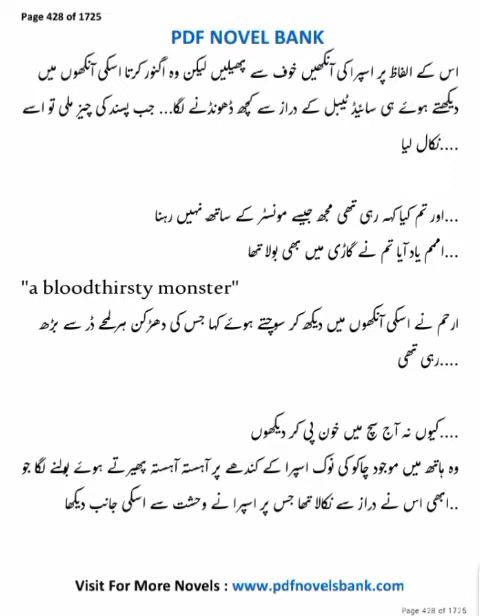 Page 428 of 1725
PDF NOVEL BANK
اس کے الفاظ پر اسپرا کی آنکھیں خوف سے پھیلیں لیکن وہ اگنور کرتا اسکی آنکھوں میں
دیکھتے ہوئے ہی سائیڈ ٹیبل کے دراز سے کچھ ڈھونڈنے لگا... جب پسند کی چیز ملی تو اسے
نکال لیا....
...اور تم کیا کہہ رہی تھی مجھ جیسے مونسٹر کے ساتھ نہیں رہنا
...اممم یاد آیا تم نے گاڑی میں بھی بولا تھا
"a bloodthirsty monster"
ارحم نے اسکی آنکھوں میں دیکھ کر سوچتے ہوئے کہا جس کی دھڑکن ہر لمحے ڈر سے بڑھ
رہی تھی....
....کیوں نہ آج سچ میں خون پی کر دیکھوں
وہ ہاتھ میں موجود چاکو کی نوک اسپرا کے کندھے پر آہستہ آہستہ پھیرتے ہوئے بولنے لگا جو
..ابھی اس نے دراز سے نکالا تھا جس پر اسپرا نے وحشت سے اسکی جانب دیکھا
Visit For More Novels : www.pdfnovelsbank.com
Page 428 of 1725